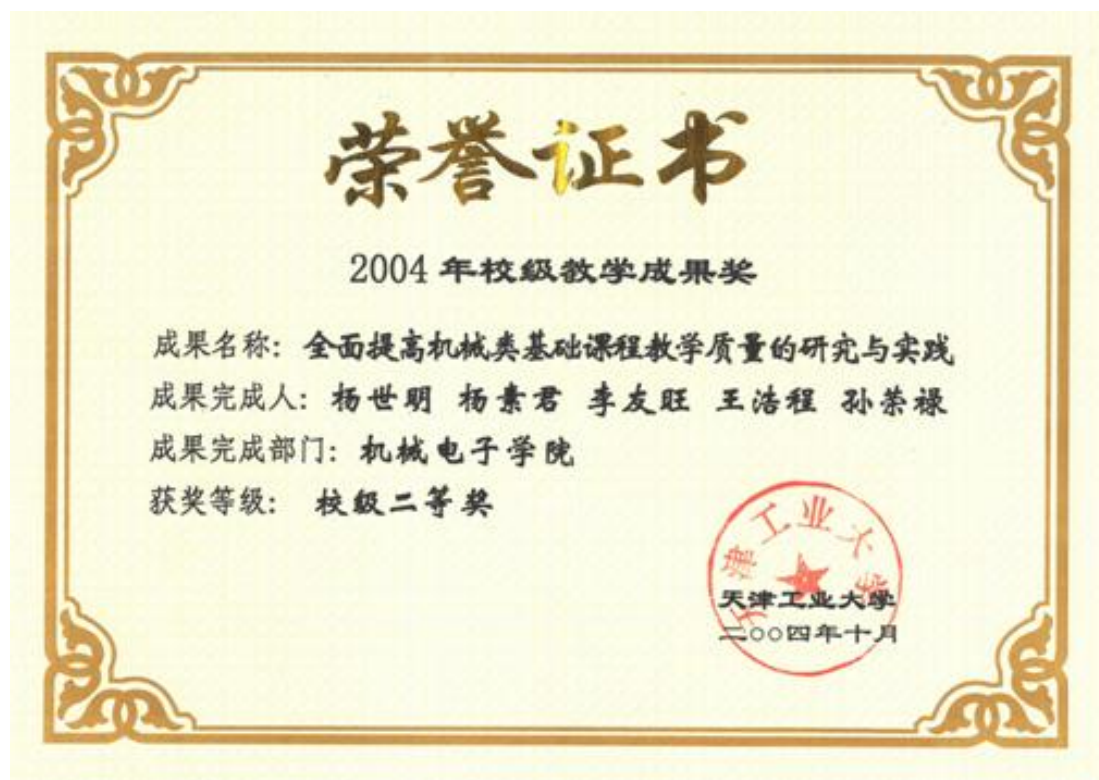 荣誉证书
2004 年校级教学成果奖
成果名称：全面提高机械类基础课程教学质量的研究与实践
成果完成人：杨世明 杨素君 李友旺 王浩程 孙荣禄
成果完成部门：机械电子学院
获奖等级： 校级二等奖
天津工业大学
天津工业大学
二○○四年十月